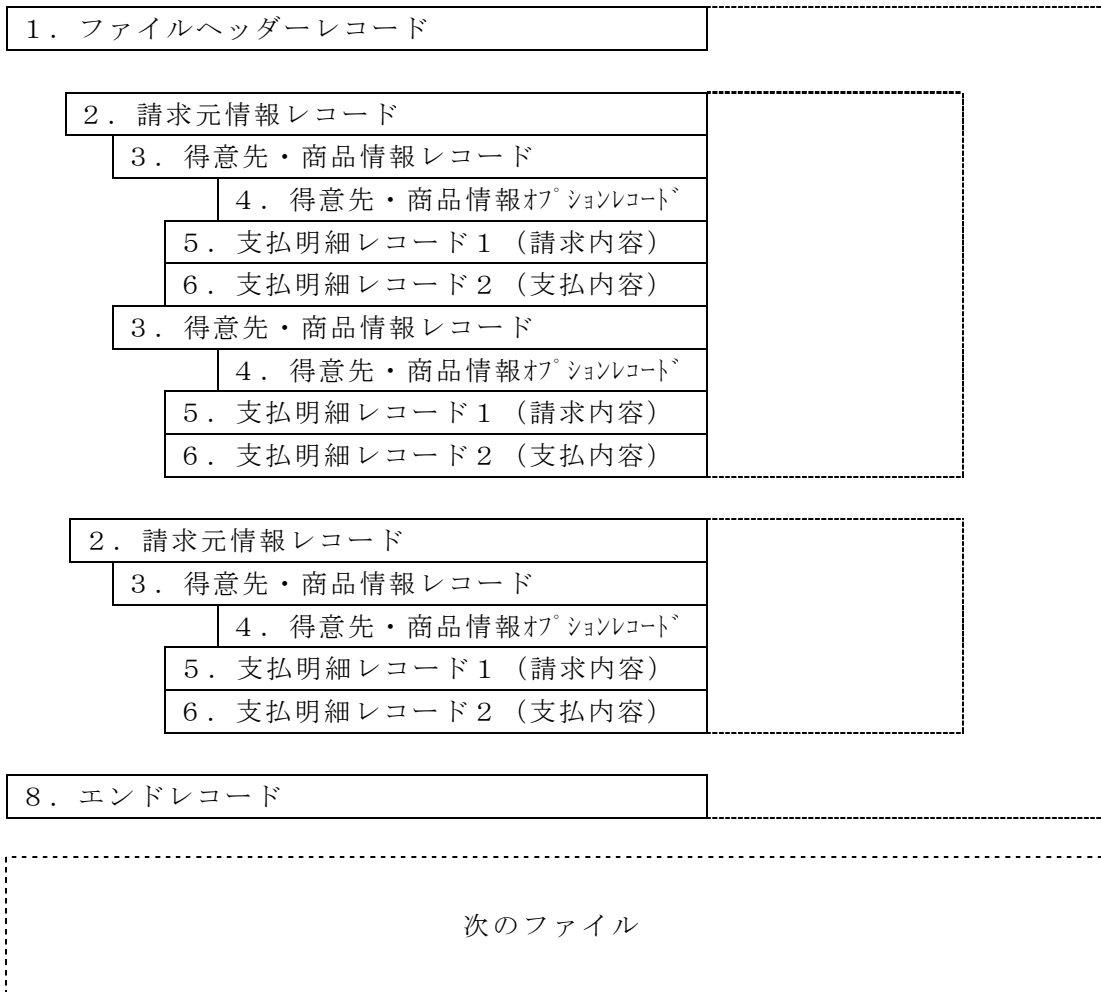 １．ファイルヘッダーレコード
２．請求元情報レコード
３．得意先・商品情報レコード
４．得意先・商品情報ｵﾌﾟｼｮﾝﾚｺｰﾄﾞ
５．支払明細レコード１（請求内容）
６．支払明細レコード２（支払内容）
３．得意先・商品情報レコード
４．得意先・商品情報ｵﾌﾟｼｮﾝﾚｺｰﾄﾞ
５．支払明細レコード１（請求内容）
６．支払明細レコード２（支払内容）
２．請求元情報レコード
３．得意先・商品情報レコード
４．得意先・商品情報ｵﾌﾟｼｮﾝﾚｺｰﾄﾞ
５．支払明細レコード１（請求内容）
６．支払明細レコード２（支払内容）
８．エンドレコード
次のファイル